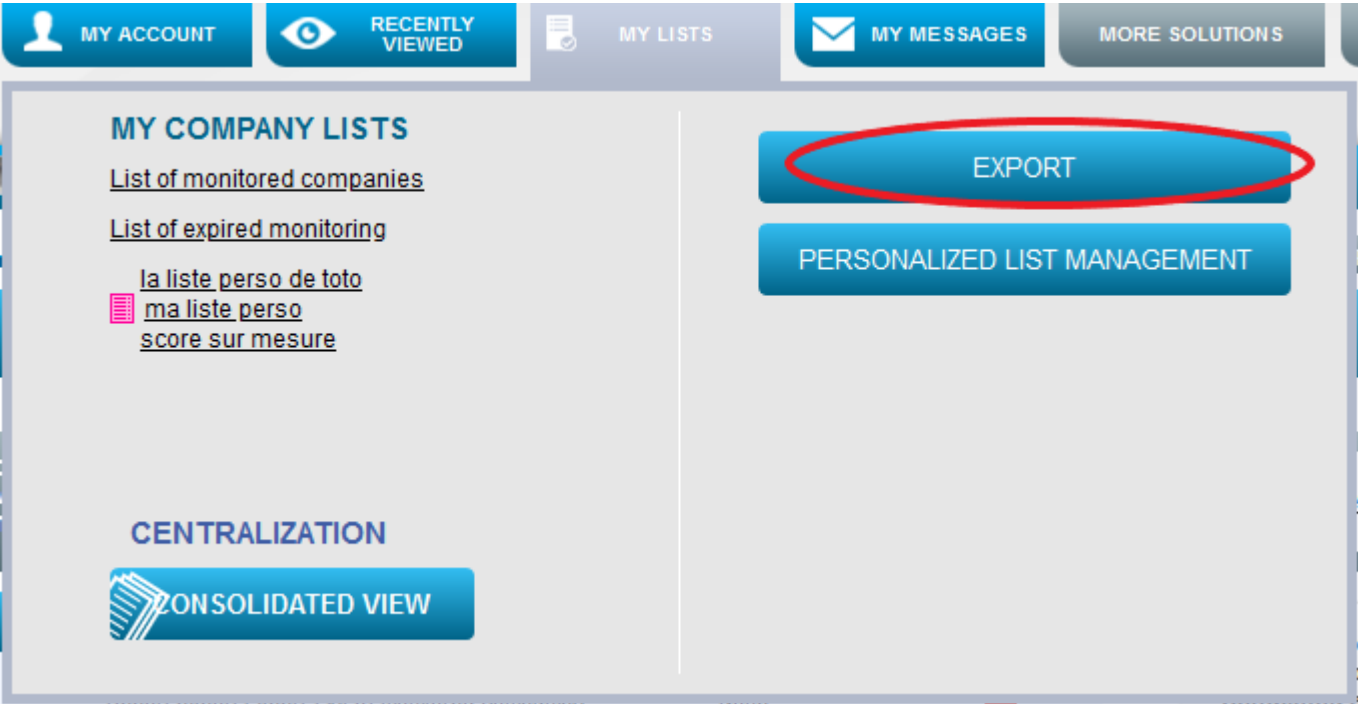 MY ACCOUNT
RECENTLY
VIEWED
MY LISTS
MY MESSAGES
MORE SOLUTIONS
MY COMPANY LISTS
List of monitored companies
List of expired monitoring
la liste perso de toto
ma liste perso
score sur mesure
CENTRALIZATION
CONSOLIDATED VIEW
EXPORT
PERSONALIZED LIST MANAGEMENT